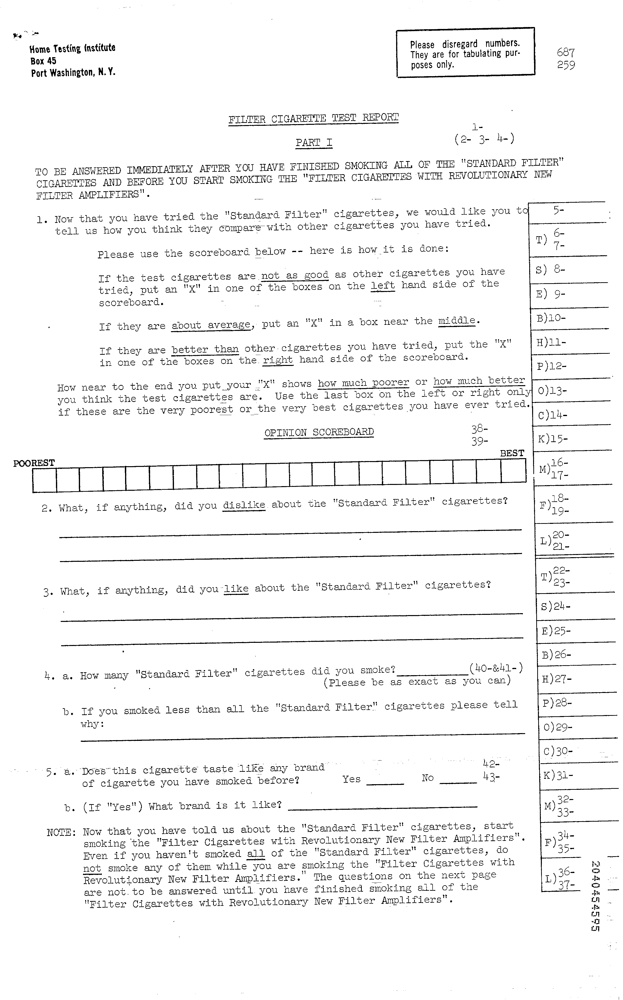 Home Testing Institute
Box 45
Port Washington, N. Y.
Please disregard numbers.
They are for tabulating pur-
poses only.
687
259
FILTER CIGARETTE TEST REPORT
1-
PART I
(2- 3- 4-)
TO BE ANSWERED IMMEDIATELY AFTER YOU HAVE FINISHED SMOKING ALL OF THE "STANDARD FILTER"
CIGARETTES AND BEFORE YOU START SMOKING THE "FILTER CIGARETTES WITH REVOLUTIONARY NEW
FILTER AMPLIFIERS".
1. Now that you have tried the "Standard Filter" cigarettes, we would like you to
tell us how you think they compare with other cigarettes you have tried.
Please use the scoreboard below -- here is how it is done:
If the test cigarettes are not as good as other cigarettes you have
tried, put an "X" in one of the boxes on the left hand side of the
scoreboard.
If they are about average, put an "X" in a box near the middle.
If they are better than other cigarettes you have tried, put the "X"
in one of the boxes on the right hand side of the scoreboard.
How near to the end you put your "X" shows how much poorer or how much better
you think the test cigarettes are. Use the last box on the left or right only
if these are the very poorest or the very best cigarettes you have ever tried.
OPINION SCOREBOARD
38-
39-
POOREST
BEST
2. What, if anything, did you dislike about the "Standard Filter" cigarettes?
3. What, if anything, did you like about the "Standard Filter" cigarettes?
4. a. How many "Standard Filter" cigarettes did you smoke? (40-&41-)
(Please be as exact as you can)
b. If you smoked less than all the "Standard Filter" cigarettes please tell
why:
5. a. Does this cigarette taste like any brand
of cigarette you have smoked before? Yes No
42-
43-
b. (If "Yes") What brand is it like?
NOTE: Now that you have told us about the "Standard Filter" cigarettes, start
smoking the "Filter Cigarettes with Revolutionary New Filter Amplifiers".
Even if you haven't smoked all of the "Standard Filter" cigarettes, do
not smoke any of them while you are smoking the "Filter Cigarettes with
Revolutionary New Filter Amplifiers." The questions on the next page
are not to be answered until you have finished smoking all of the
"Filter Cigarettes with Revolutionary New Filter Amplifiers".
5-
T) 6-
7-
S) 8-
E) 9-
B)10-
H)11-
P)12-
O)13-
C)14-
K)15-
M)16-
17-
F)18-
19-
L)20-
21-
T)22-
23-
S)24-
E)25-
B)26-
H)27-
P)28-
O)29-
C)30-
K)31-
M)32-
33-
F)34-
35-
L)36-
37-
2040454595